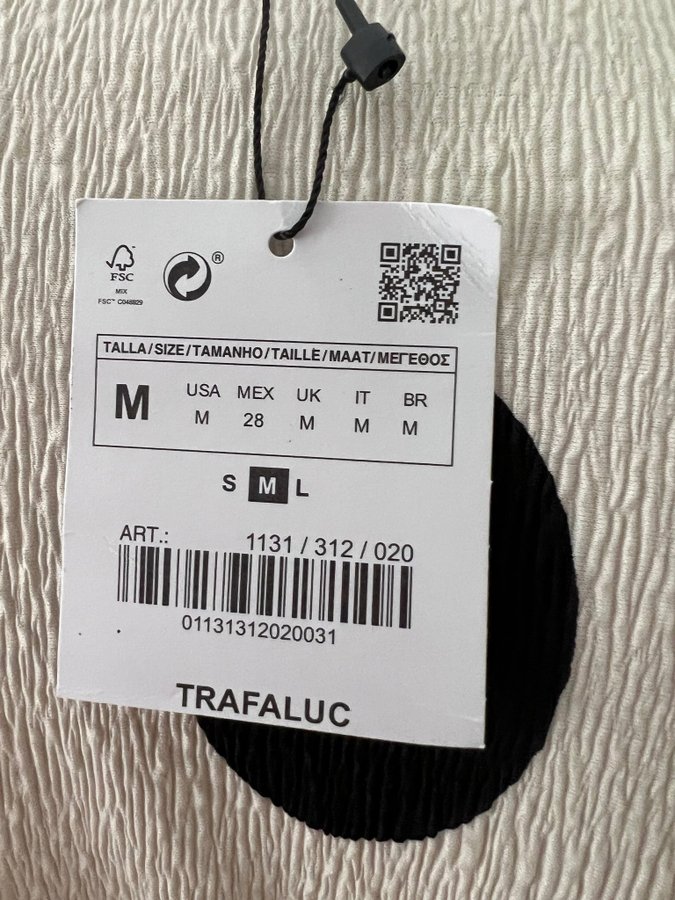 FSC
MIX
FSC™ C048829
®
TALLA/SIZE/TAMANHO/TAILLE/MAAT/ΜΕΓΕΘΟΣ
M
USA MEX UK IT BR
M 28 M M M
S M L
ART.: 1131 / 312 / 020
01131312020031
TRAFALUC